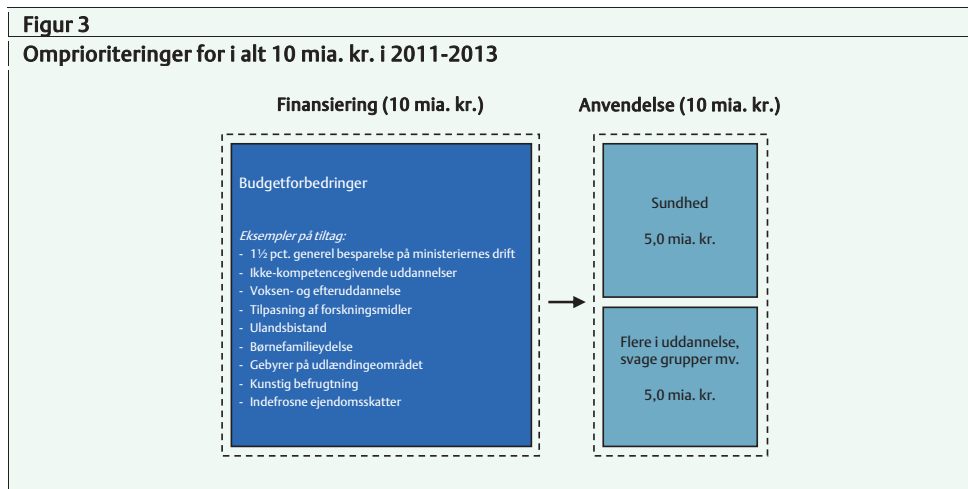 Figur 3
Omprioriteringer for i alt 10 mia. kr. i 2011-2013
Finansiering (10 mia. kr.)
Budgetforbedringer
Eksempler på tiltag:
- 1½ pct. generel besparelse på ministeriernes drift
- Ikke-kompetencegivende uddannelser
- Voksen- og efteruddannelse
- Tilpasning af forskningsmidler
- Ulandsbistand
- Børnefamilieydelse
- Gebyrer på udlændingeområdet
- Kunstig befrugtning
- Indefrosne ejendomsskatter
Anvendelse (10 mia. kr.)
Sundhed
5,0 mia. kr.
Flere i uddannelse,
svage grupper mv.
5,0 mia. kr.